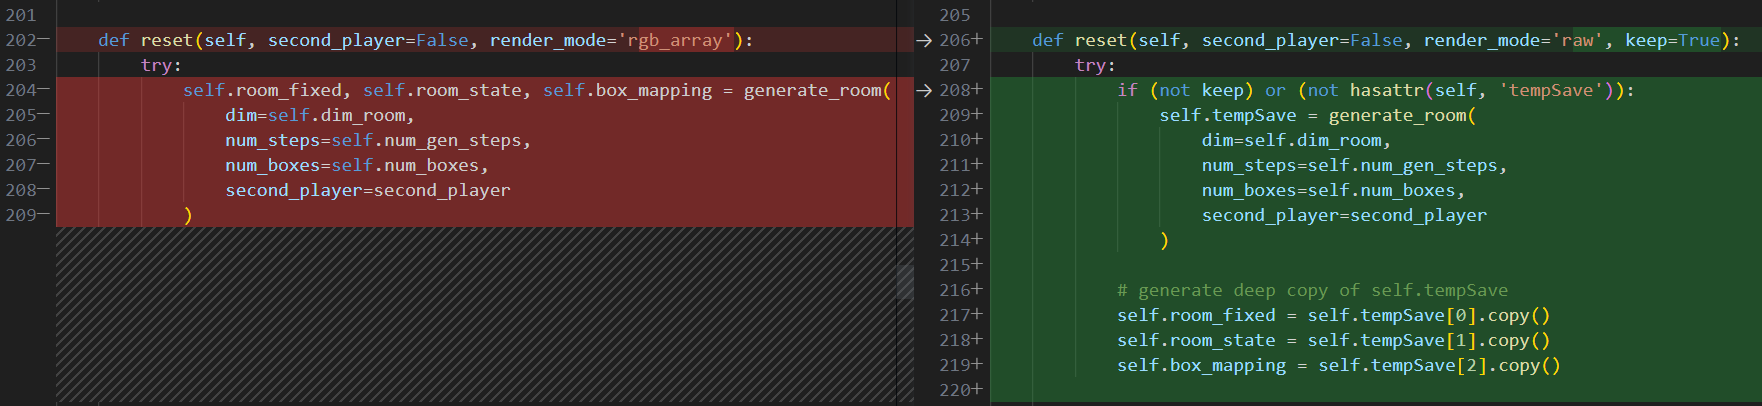 201
202— def reset(self, second_player=False, render_mode='rgb_array'):
203 try:
204— self.room_fixed, self.room_state, self.box_mapping = generate_room(
205— dim=self.dim_room,
206— num_steps=self.num_gen_steps,
207— num_boxes=self.num_boxes,
208— second_player=second_player
209— )
205
→ 206+ def reset(self, second_player=False, render_mode='raw', keep=True):
207 try:
→ 208+ if (not keep) or (not hasattr(self, 'tempSave')):
209+ self.tempSave = generate_room(
210+ dim=self.dim_room,
211+ num_steps=self.num_gen_steps,
212+ num_boxes=self.num_boxes,
213+ second_player=second_player
214+ )
215+
216+ # generate deep copy of self.tempSave
217+ self.room_fixed = self.tempSave[0].copy()
218+ self.room_state = self.tempSave[1].copy()
219+ self.box_mapping = self.tempSave[2].copy()
220+